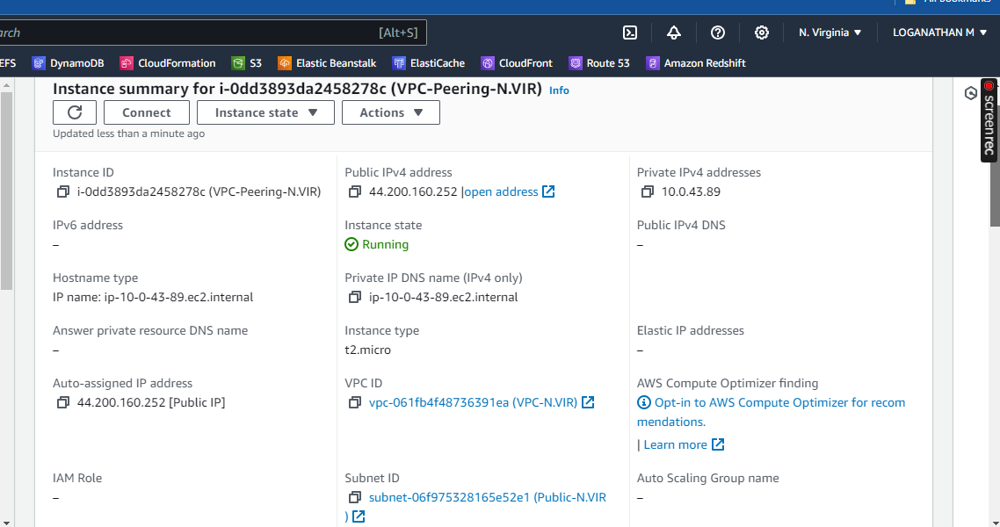 All Bookmarks
arch [Alt+S] N. Virginia LOGANATHAN M
EFS DynamoDB CloudFormation S3 Elastic Beanstalk ElastiCache CloudFront Route 53 Amazon Redshift
Instance summary for i-0dd3893da2458278c (VPC-Peering-N.VIR) Info
Connect Instance state Actions
Updated less than a minute ago
screenrec
Instance ID
i-0dd3893da2458278c (VPC-Peering-N.VIR)
Public IPv4 address
44.200.160.252 |open address
Private IPv4 addresses
10.0.43.89
IPv6 address
–
Instance state
Running
Public IPv4 DNS
–
Hostname type
IP name: ip-10-0-43-89.ec2.internal
Private IP DNS name (IPv4 only)
ip-10-0-43-89.ec2.internal
Answer private resource DNS name
–
Instance type
t2.micro
Elastic IP addresses
–
Auto-assigned IP address
44.200.160.252 [Public IP]
VPC ID
vpc-061fb4f48736391ea (VPC-N.VIR)
AWS Compute Optimizer finding
Opt-in to AWS Compute Optimizer for recom
mendations.
| Learn more
IAM Role
–
Subnet ID
subnet-06f975328165e52e1 (Public-N.VIR
)
Auto Scaling Group name
–